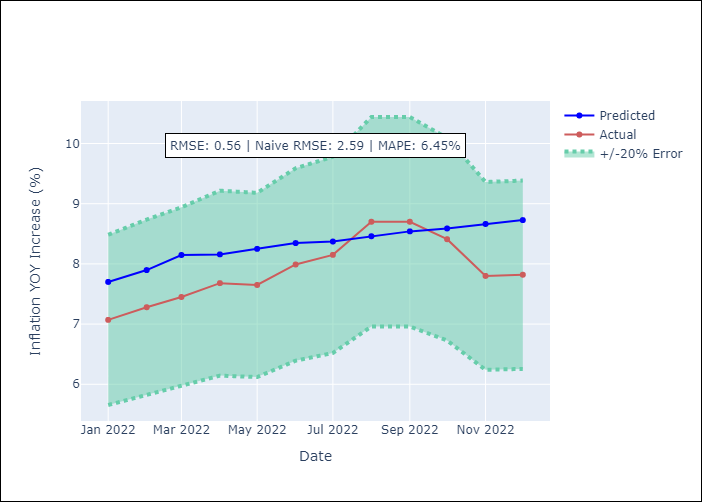 RMSE: 0.56 | Naive RMSE: 2.59 | MAPE: 6.45%
Predicted
Actual
+/-20% Error
Inflation YOY Increase (%)
10
9
8
7
6
Jan 2022
Mar 2022
May 2022
Jul 2022
Sep 2022
Nov 2022
Date